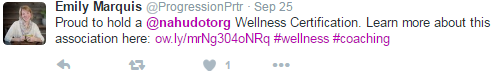 Emily Marquis @ProgressionPrtr · Sep 25
Proud to hold a @nahudotorg Wellness Certification. Learn more about this
association here: ow.ly/mrNg304oNRq #wellness #coaching
1